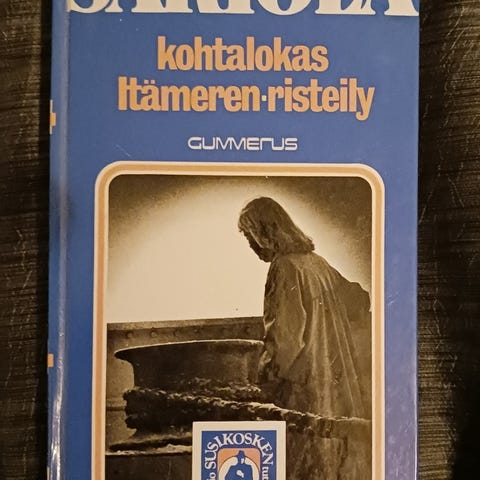 SARIOLA
kohtalokas
Itämeren-risteily
GUMMERUS
SUSIKOSKEN